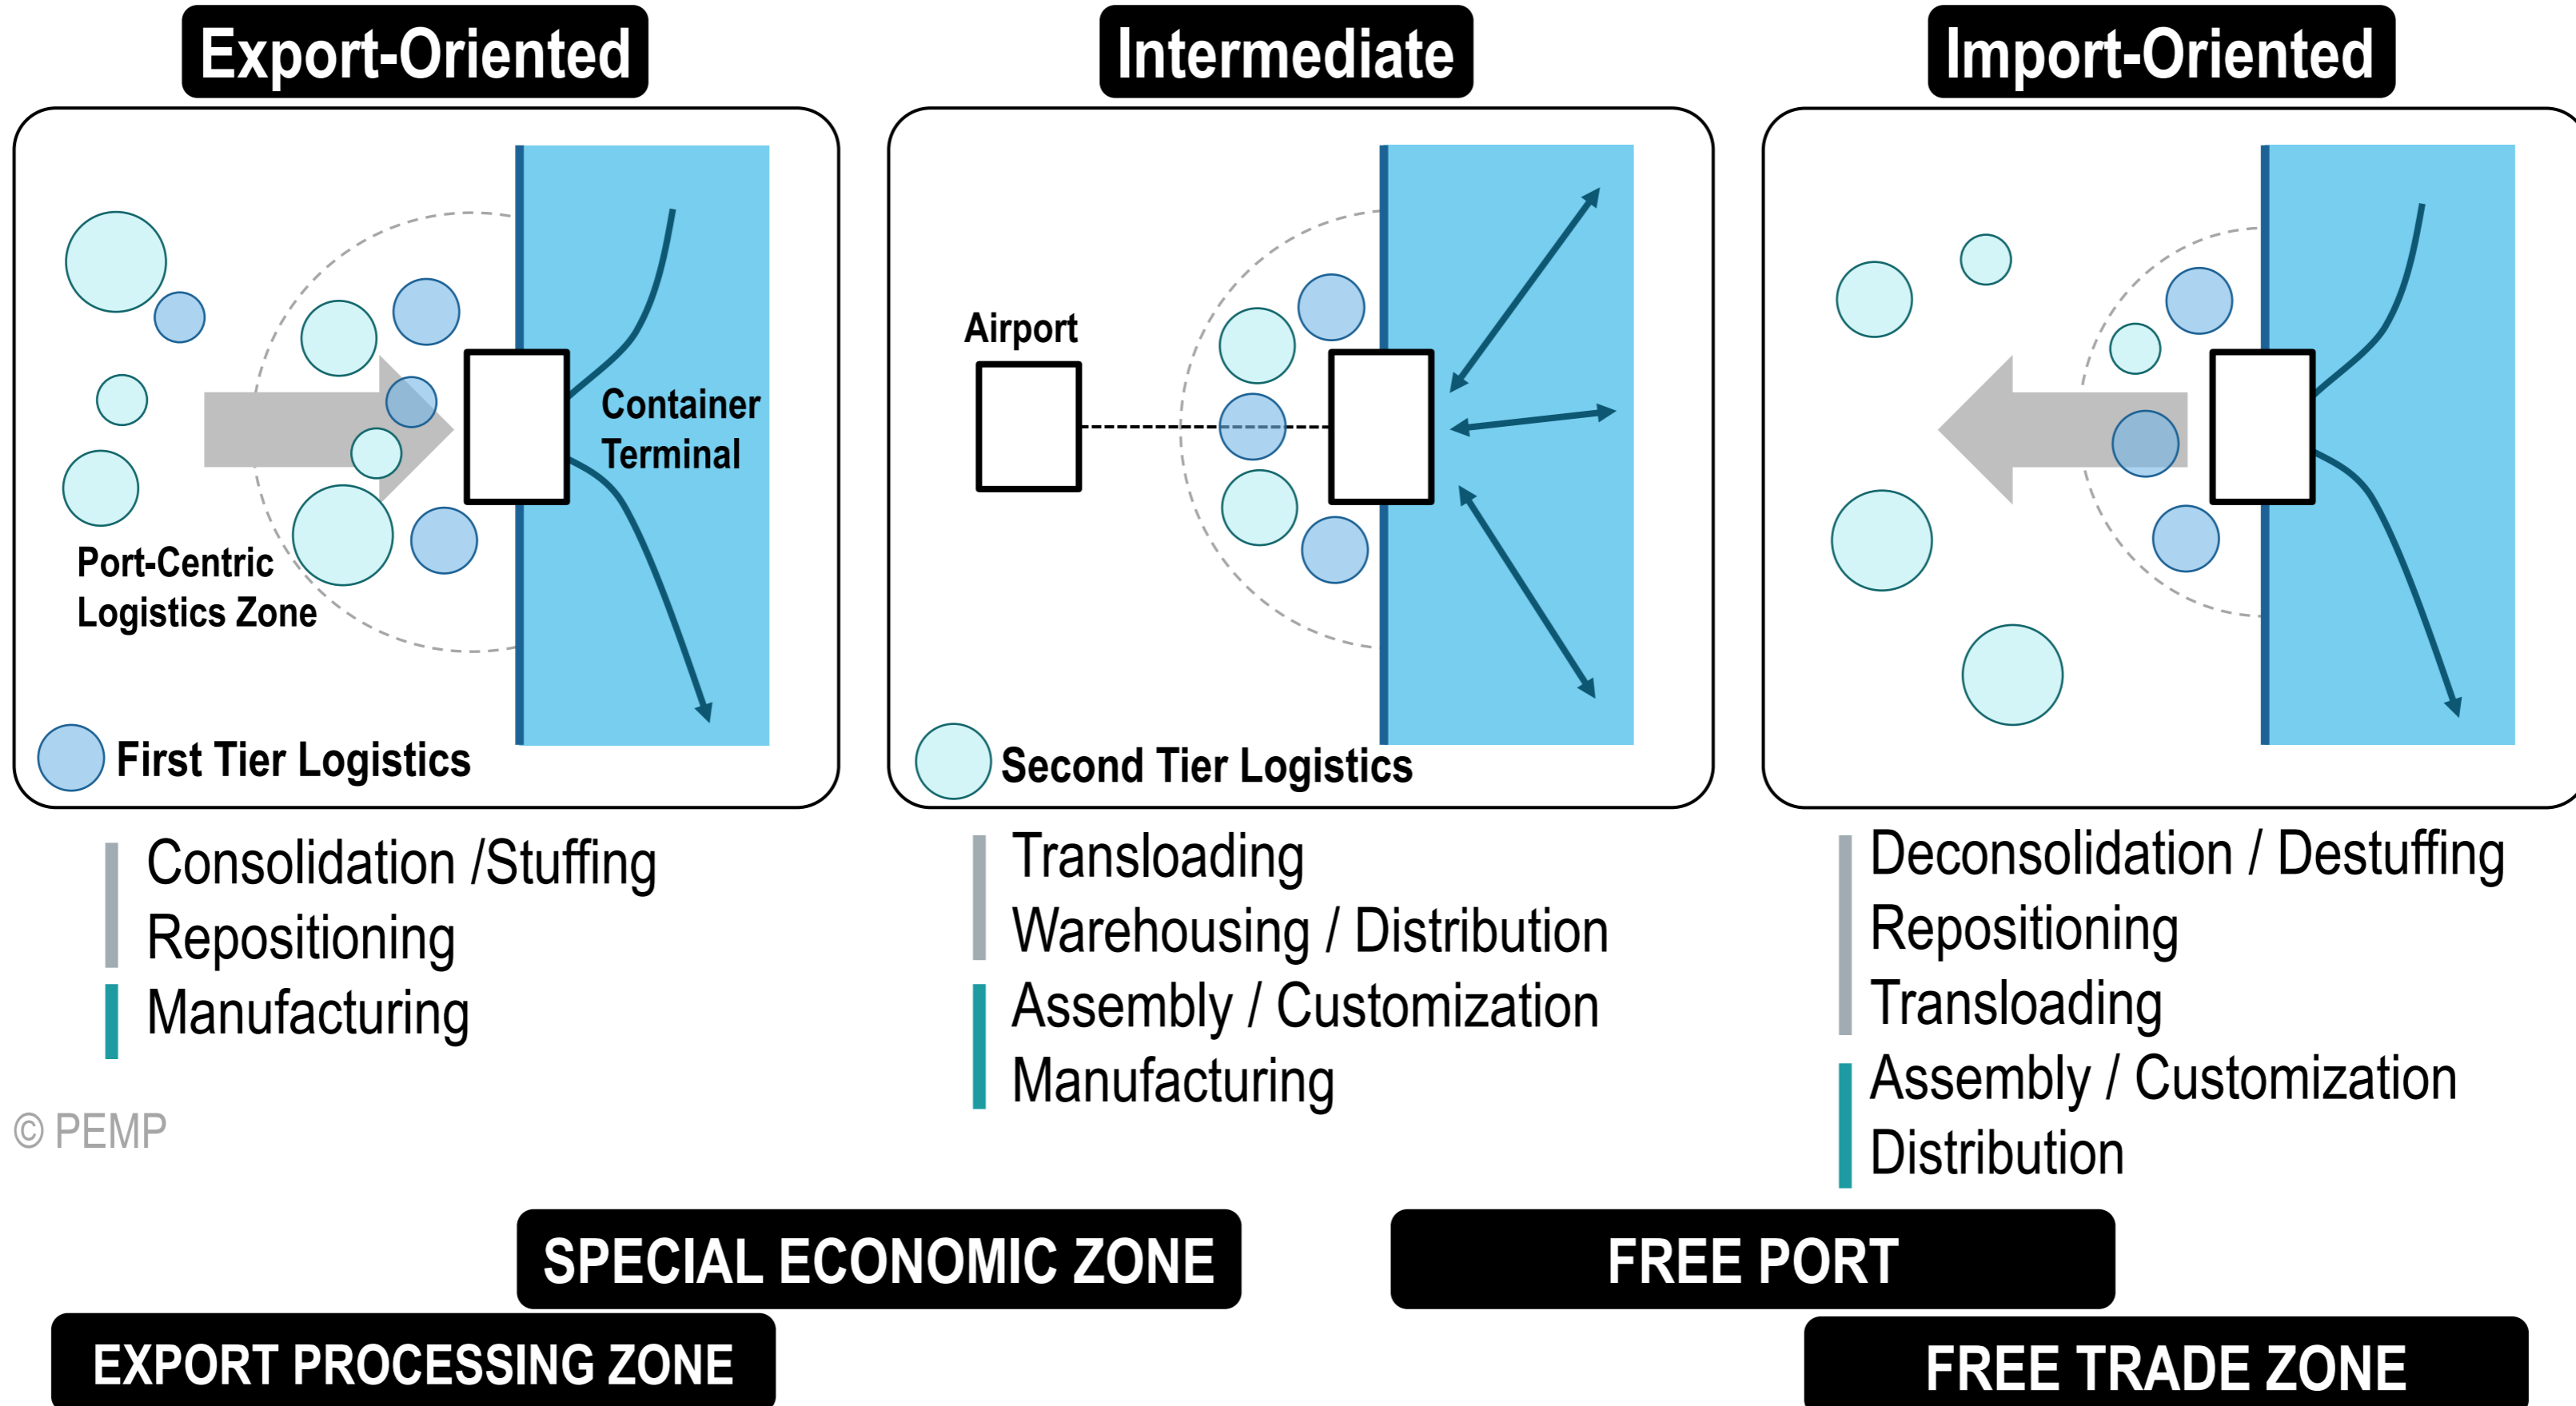 Export-Oriented
Intermediate
Import-Oriented
Container
Terminal
Port-Centric
Logistics Zone
First Tier Logistics
Airport
Second Tier Logistics
Consolidation /Stuffing
Repositioning
Manufacturing
Transloading
Warehousing / Distribution
Assembly / Customization
Manufacturing
Deconsolidation / Destuffing
Repositioning
Transloading
Assembly / Customization
Distribution
© PEMP
SPECIAL ECONOMIC ZONE
FREE PORT
EXPORT PROCESSING ZONE
FREE TRADE ZONE